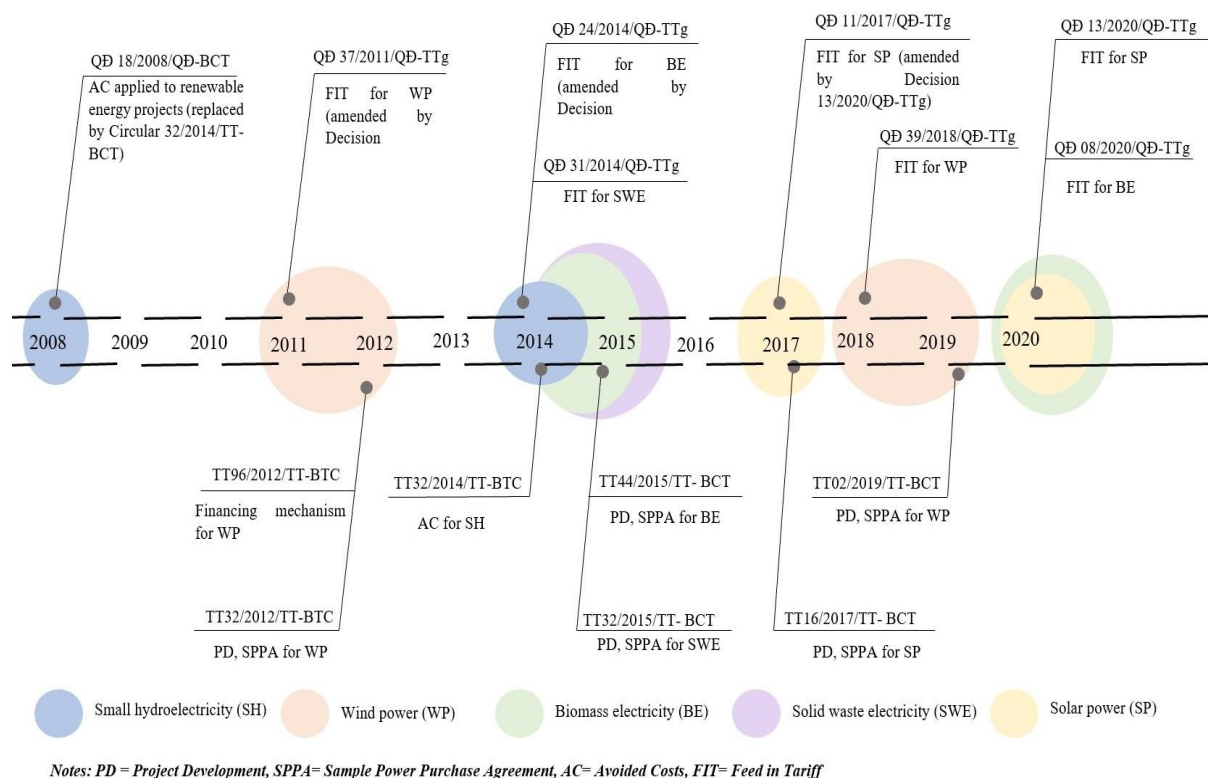 QĐ 18/2008/QĐ-BCT
AC applied to renewable
energy projects (replaced
by Circular 32/2014/TT-
BCT)
QĐ 37/2011/QĐ-TTg
FIT for WP
(amended by
Decision
QĐ 24/2014/QĐ-TTg
FIT for BE
(amended by
Decision
QĐ 31/2014/QĐ-TTg
FIT for SWE
QĐ 11/2017/QĐ-TTg
FIT for SP (amended
by Decision
13/2020/QĐ-TTg)
QĐ 39/2018/QĐ-TTg
FIT for WP
QĐ 13/2020/QĐ-TTg
FIT for SP
QĐ 08/2020/QĐ-TTg
FIT for BE
2008 2009 2010 2011 2012 2013 2014 2015 2016 2017 2018 2019 2020
TT96/2012/TT-BTC
Financing mechanism
for WP
TT32/2012/TT-BTC
PD, SPPA for WP
TT32/2014/TT-BTC
AC for SH
TT44/2015/TT- BCT
PD, SPPA for BE
TT32/2015/TT- BCT
PD, SPPA for SWE
TT02/2019/TT-BCT
PD, SPPA for WP
TT16/2017/TT- BCT
PD, SPPA for SP
Small hydroelectricity (SH)
Wind power (WP)
Biomass electricity (BE)
Solid waste electricity (SWE)
Solar power (SP)
Notes: PD = Project Development, SPPA= Sample Power Purchase Agreement, AC= Avoided Costs, FIT= Feed in Tariff